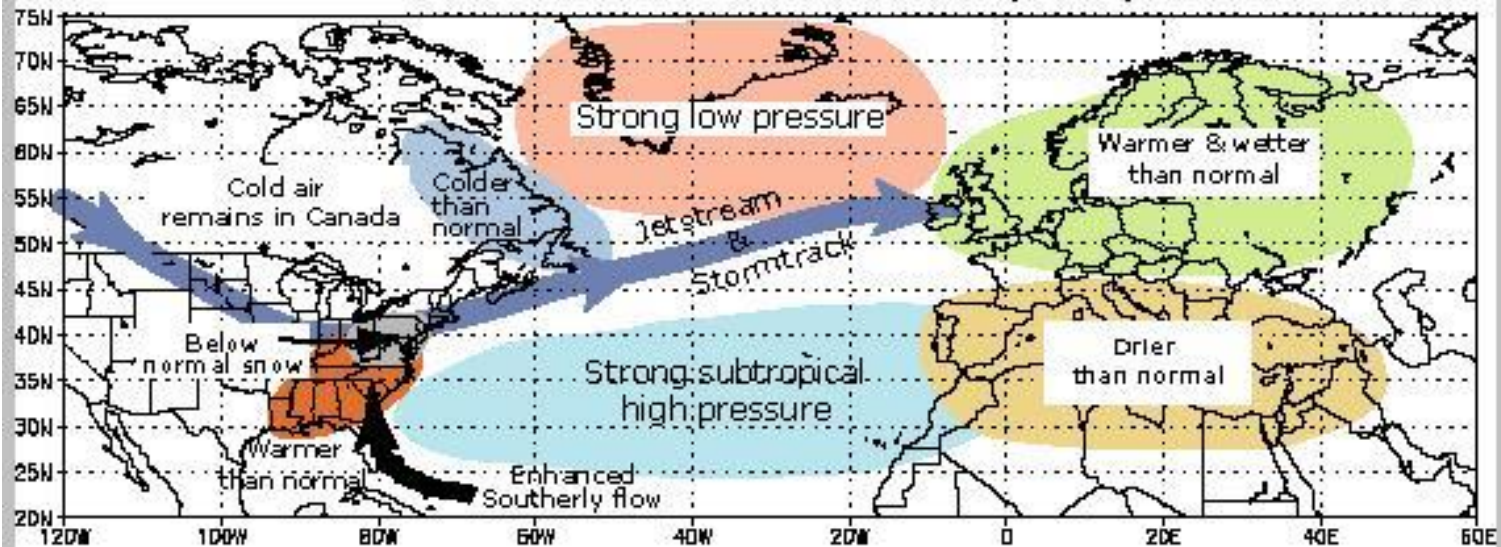 75N
70N
65N
60N
55N
50N
45N
40N
35N
30N
25N
20N
120W
100W
80W
60W
40W
20W
0
20E
40E
60E
Strong low pressure
Warmer & wetter
than normal
Cold air
remains in Canada
Colder
than
normal
Jetstream
&
Stormtrack
Below
normal snow
Strong subtropical
high pressure
Drier
than normal
Warmer
than normal
Enhanced
Southerly flow